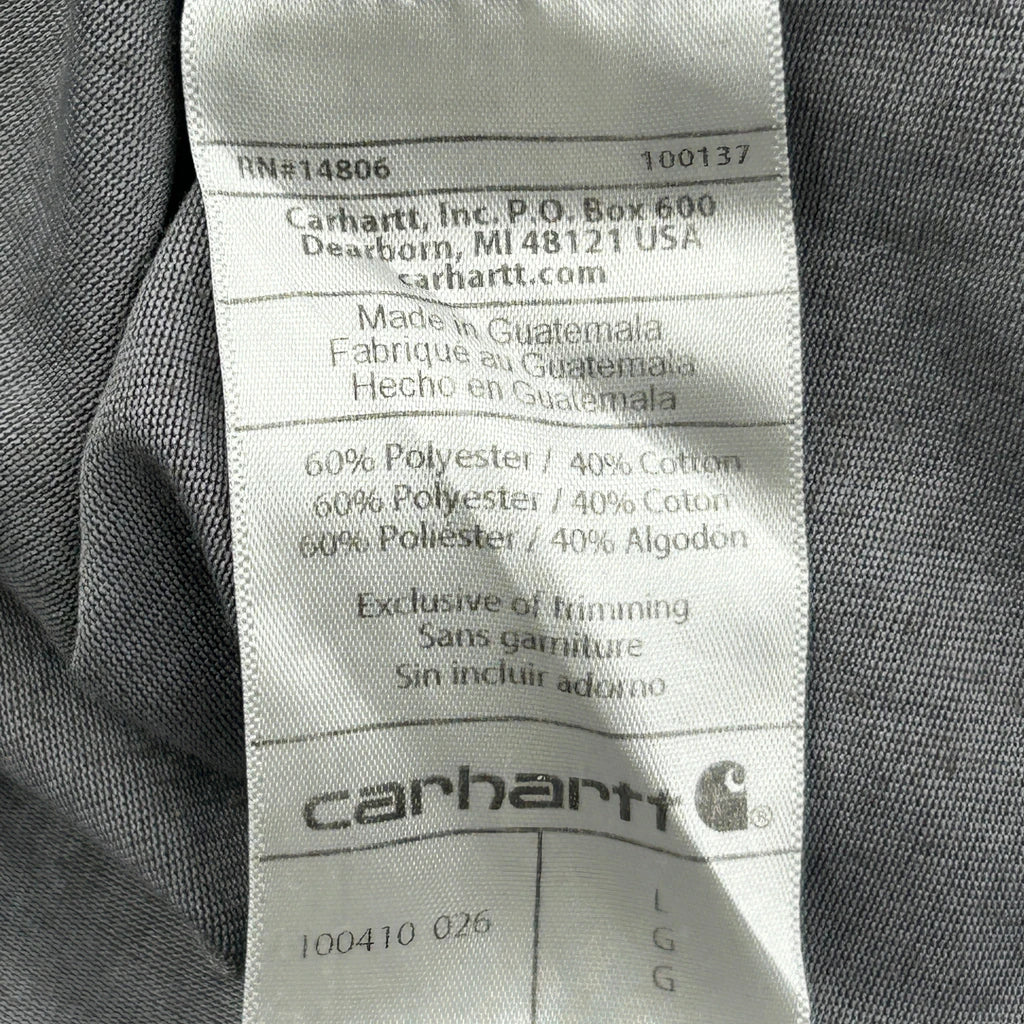 RN#14806 100137
Carhartt, Inc. P.O. Box 600
Dearborn, MI 48121 USA
carhartt.com
Made in Guatemala
Fabrique au Guatemala
Hecho en Guatemala
60% Polyester / 40% Cotton
60% Polyester / 40% Coton
60% Poliéster / 40% Algodón
Exclusive of trimming
Sans garniture
Sin incluir adorno
carhartt ®
100410 026
L
G
G